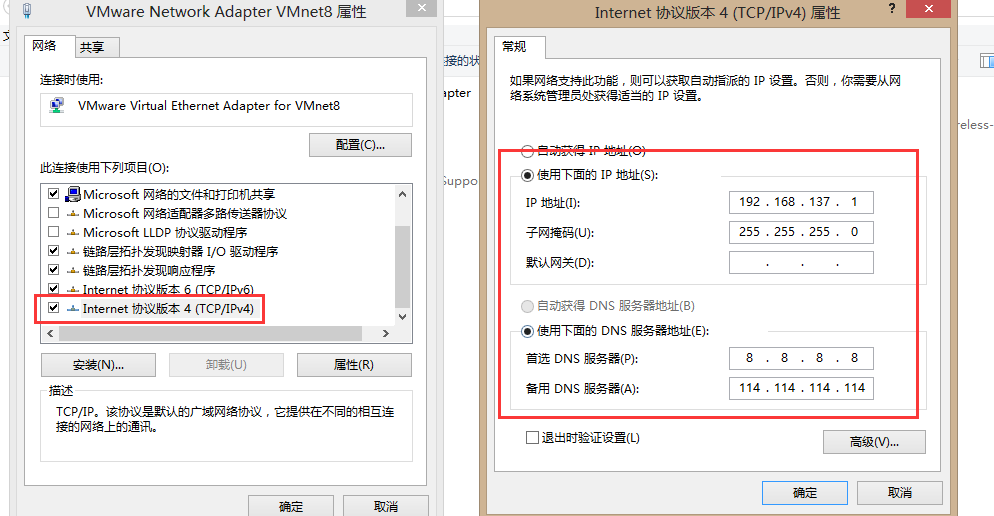 VMware Network Adapter VMnet8 属性
网络
共享
连接时使用:
VMware Virtual Ethernet Adapter for VMnet8
配置(C)...
此连接使用下列项目(O):
Microsoft 网络的文件和打印机共享
Microsoft 网络适配器多路传送器协议
Microsoft LLDP 协议驱动程序
链路层拓扑发现映射器 I/O 驱动程序
链路层拓扑发现响应程序
Internet 协议版本 6 (TCP/IPv6)
Internet 协议版本 4 (TCP/IPv4)
安装(N)...
卸载(U)
属性(R)
描述
TCP/IP。该协议是默认的广域网络协议，它提供在不同的相互连
接的网络上的通讯。
确定
取消
接的状
apter
Suppo
Internet 协议版本 4 (TCP/IPv4) 属性
?
常规
如果网络支持此功能，则可以获取自动指派的 IP 设置。否则，你需要从网
络系统管理员处获得适当的 IP 设置。
自动获得 IP 地址(O)
使用下面的 IP 地址(S):
IP 地址(I):
192 . 168 . 137 . 1
子网掩码(U):
255 . 255 . 255 . 0
默认网关(D):
. . .
自动获得 DNS 服务器地址(B)
使用下面的 DNS 服务器地址(E):
首选 DNS 服务器(P):
8 . 8 . 8 . 8
备用 DNS 服务器(A):
114 . 114 . 114 . 114
退出时验证设置(L)
高级(V)...
确定
取消
reless-